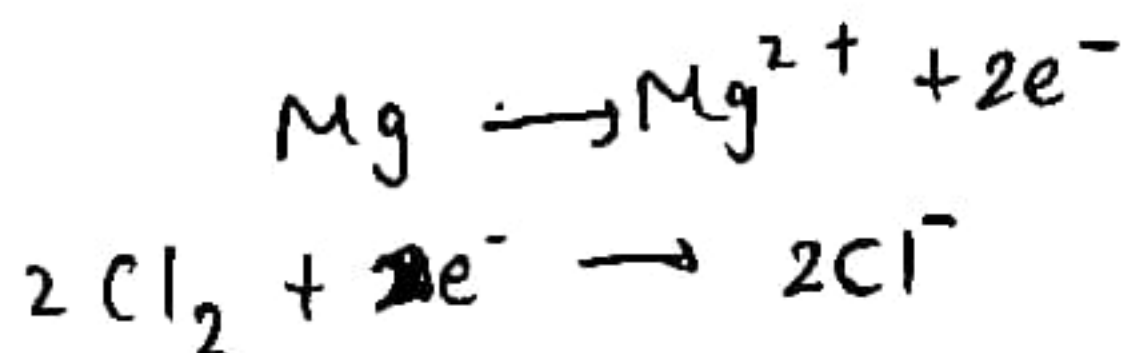 Mg → Mg²⁺ + 2e⁻
2 Cl₂ + 2e⁻ → 2Cl⁻